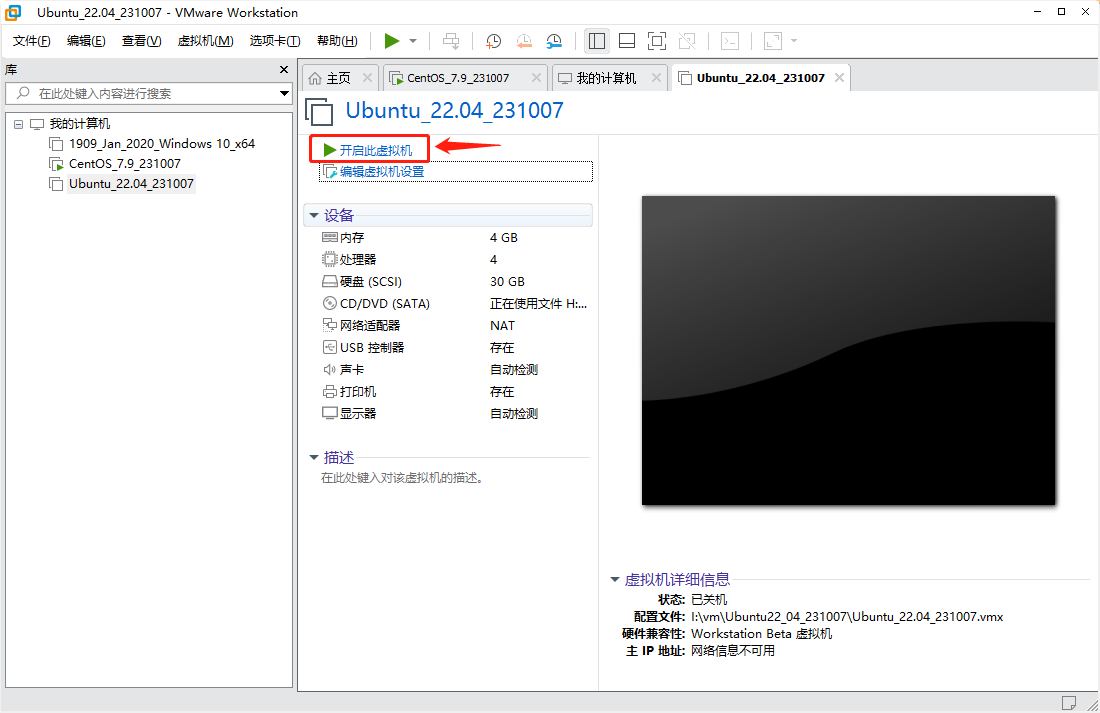 Ubuntu_22.04_231007 - VMware Workstation
文件(F) 编辑(E) 查看(V) 虚拟机(M) 选项卡(T) 帮助(H)
库
在此处键入内容进行搜索
我的计算机
1909_Jan_2020_Windows 10_x64
CentOS_7.9_231007
Ubuntu_22.04_231007
主页 CentOS_7.9_231007 我的计算机 Ubuntu_22.04_231007
Ubuntu_22.04_231007
开启此虚拟机
编辑虚拟机设置
设备
内存 4 GB
处理器 4
硬盘 (SCSI) 30 GB
CD/DVD (SATA) 正在使用文件 H:...
网络适配器 NAT
USB 控制器 存在
声卡 自动检测
打印机 存在
显示器 自动检测
描述
在此处键入对该虚拟机的描述。
虚拟机详细信息
状态: 已关机
配置文件: I:\vm\Ubuntu22_04_231007\Ubuntu_22.04_231007.vmx
硬件兼容性: Workstation Beta 虚拟机
主 IP 地址: 网络信息不可用